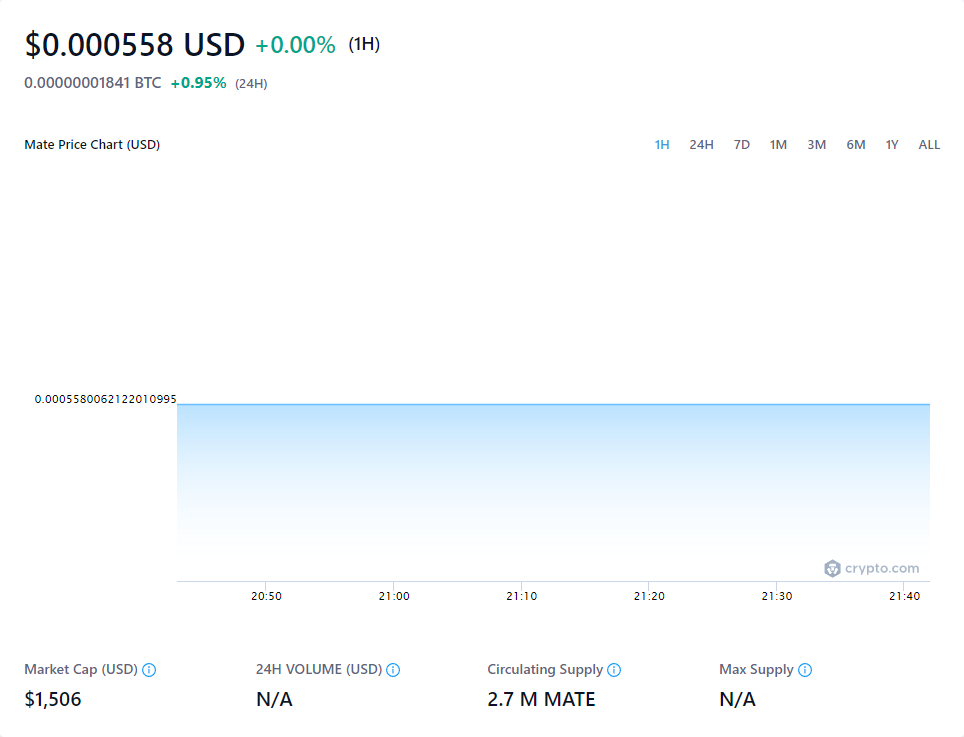 $0.000558 USD +0.00% (1H)
0.00000001841 BTC +0.95% (24H)
Mate Price Chart (USD) 1H 24H 7D 1M 3M 6M 1Y ALL
0.0005580062122010995
crypto.com
20:50 21:00 21:10 21:20 21:30 21:40
Market Cap (USD) 24H VOLUME (USD) Circulating Supply Max Supply
$1,506 N/A 2.7 M MATE N/A